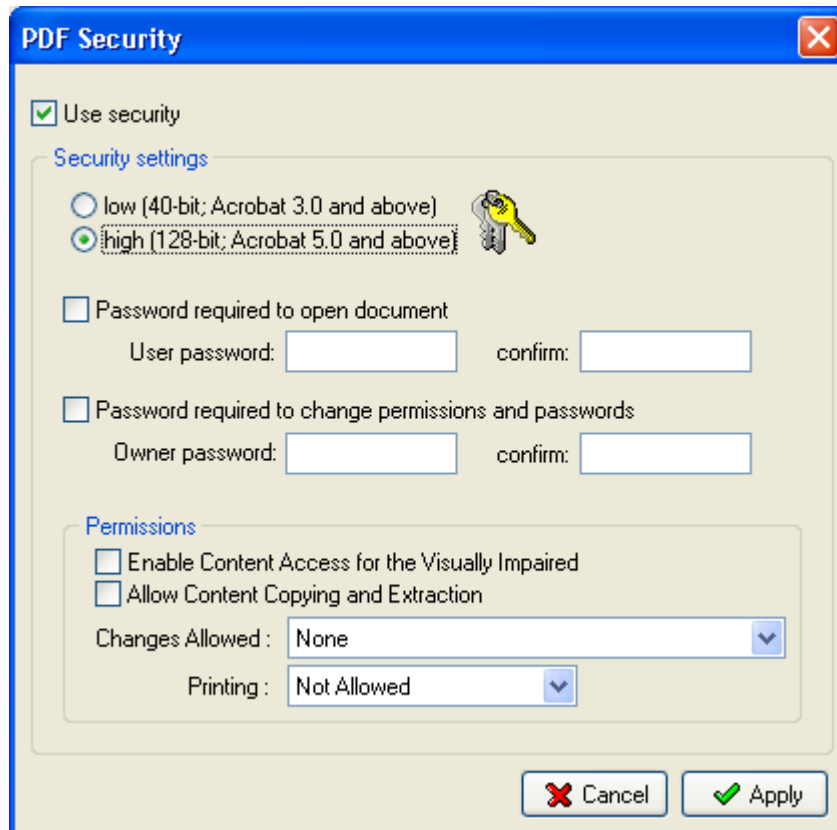 PDF Security
Use security
Security settings
low (40-bit; Acrobat 3.0 and above)
high (128-bit; Acrobat 5.0 and above)
Password required to open document
User password: confirm:
Password required to change permissions and passwords
Owner password: confirm:
Permissions
Enable Content Access for the Visually Impaired
Allow Content Copying and Extraction
Changes Allowed : None
Printing : Not Allowed
Cancel Apply